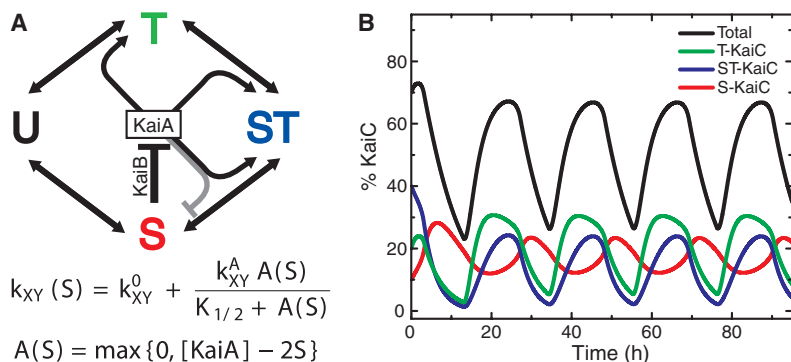 A
T
U
KaiA
ST
KaiB
S
k_XY (S) = k^0_XY + k^A_XY A(S) / K_1/2 + A(S)
A(S) = max{0, [KaiA] – 2S}
B
Total
T-KaiC
ST-KaiC
S-KaiC
% KaiC
80
60
40
20
0
0 20 40 60 80
Time (h)